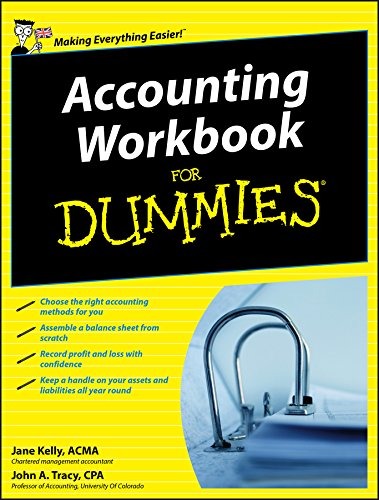 Making Everything Easier!™
Accounting
Workbook
FOR
DUMMIES®
Choose the right accounting
methods for you
Assemble a balance sheet from
scratch
Record profit and loss with
confidence
Keep a handle on your assets and
liabilities all year round
Jane Kelly, ACMA
Chartered management accountant
John A. Tracy, CPA
Professor of Accounting, University Of Colorado